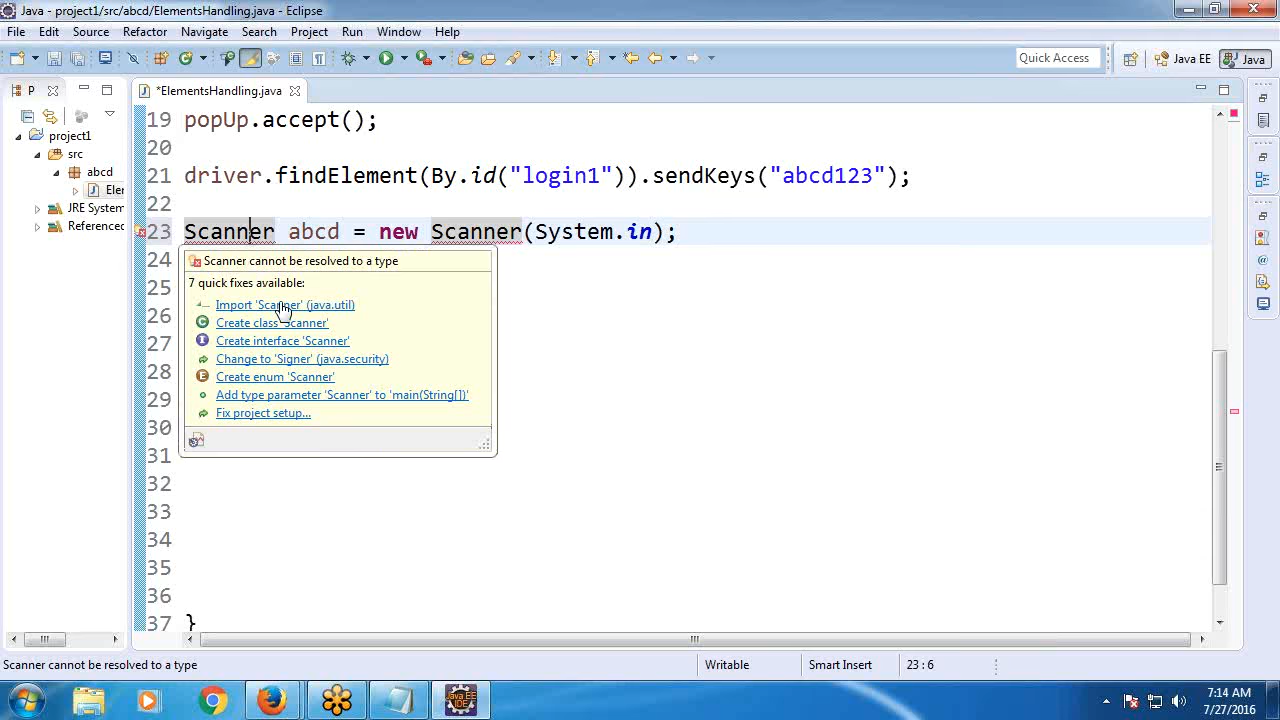 Java - project1/src/abcd/ElementsHandling.java - Eclipse
File Edit Source Refactor Navigate Search Project Run Window Help
Quick Access Java EE Java
P *ElementsHandling.java
project1
src
abcd
Eler
JRE System
Referenced
19 popUp.accept();
20
21 driver.findElement(By.id("login1")).sendKeys("abcd123");
22
23 Scanner abcd = new Scanner(System.in);
24
25
26
27
28
29
30
31
32
33
34
35
36
37 }
Scanner cannot be resolved to a type
7 quick fixes available:
Import 'Scanner' (java.util)
Create class 'Scanner'
Create interface 'Scanner'
Change to 'Signer' (java.security)
Create enum 'Scanner'
Add type parameter 'Scanner' to 'main(String[])'
Fix project setup...
Scanner cannot be resolved to a type Writable Smart Insert 23 : 6
Java EE IDE
7:14 AM
7/27/2016